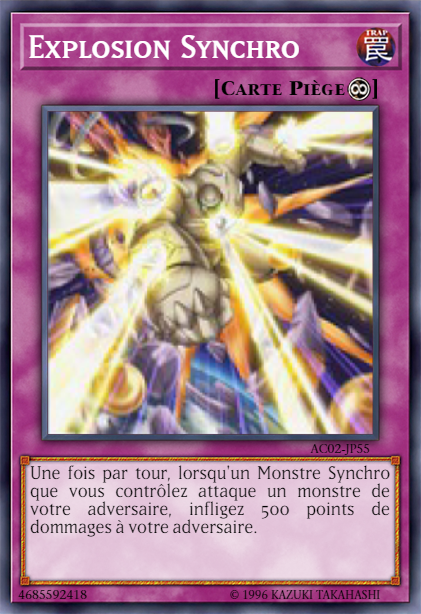 Explosion Synchro
TRAP
罠
[Carte Piège]
AC02-JP55
Une fois par tour, lorsqu'un Monstre Synchro
que vous contrôlez attaque un monstre de
votre adversaire, infligez 500 points de
dommages à votre adversaire.
4685592418 © 1996 KAZUKI TAKAHASHI